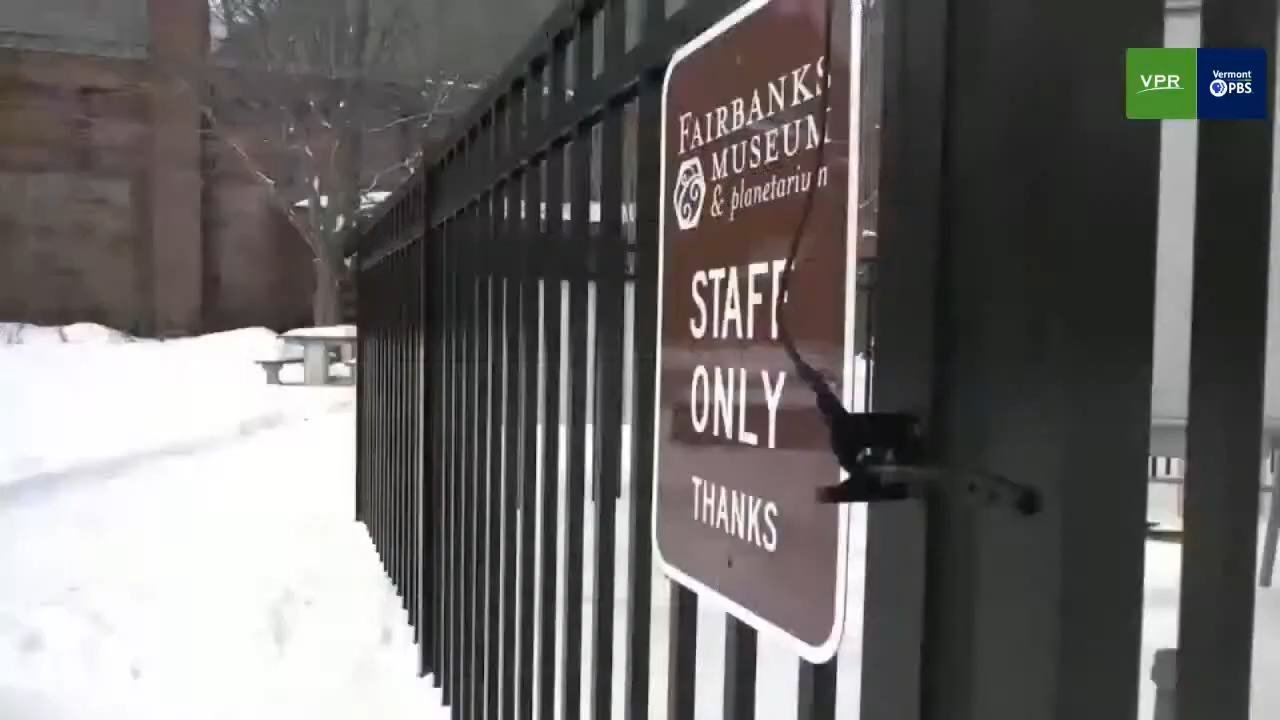 FAIRBANKS
MUSEUM
& planetarium
STAFF
ONLY
THANKS
VPR
Vermont
PBS